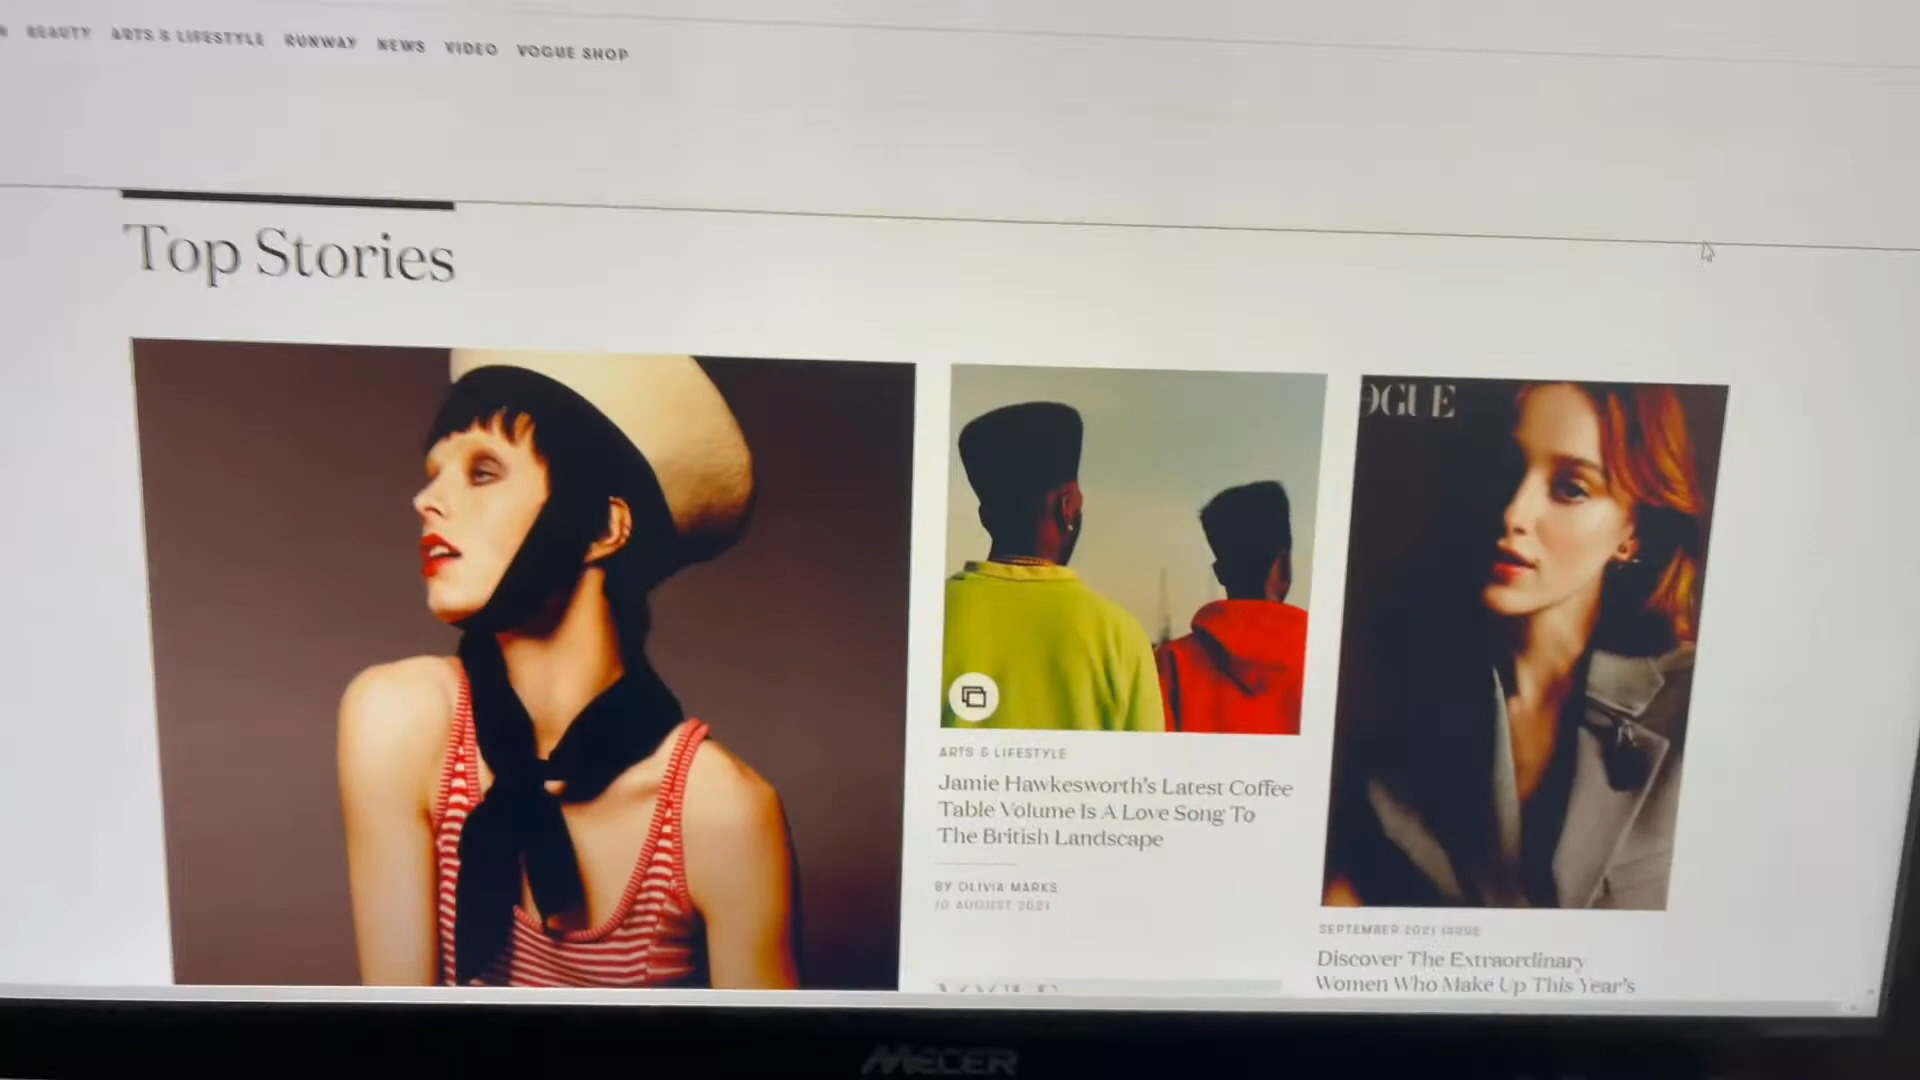 BEAUTY ARTS & LIFESTYLE RUNWAY NEWS VIDEO VOGUE SHOP
Top Stories
OGUE
ARTS & LIFESTYLE
Jamie Hawkesworth's Latest Coffee
Table Volume Is A Love Song To
The British Landscape
BY OLIVIA MARKS
10 AUGUST 2021
SEPTEMBER 2021 ISSUE
Discover The Extraordinary
Women Who Make Up This Year's
VOGUE
MECER